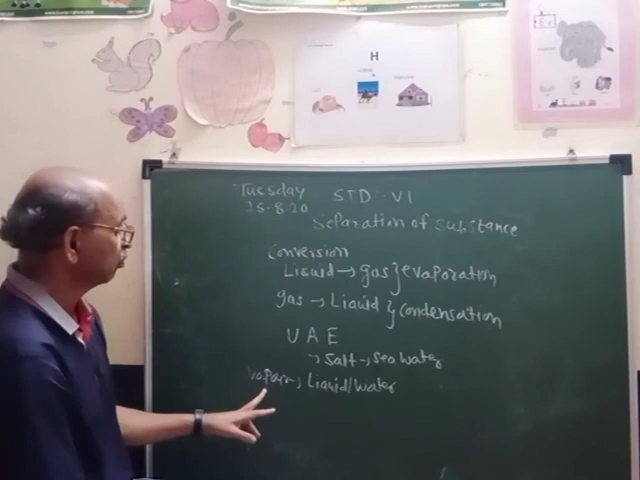 H
Tuesday STD:- VI
25.8.20
Separation of Substance
Conversion
Liquid → gas } evaporation
gas → Liquid } condensation
U A E
→ Salt → Sea water
Vapour → Liquid/water